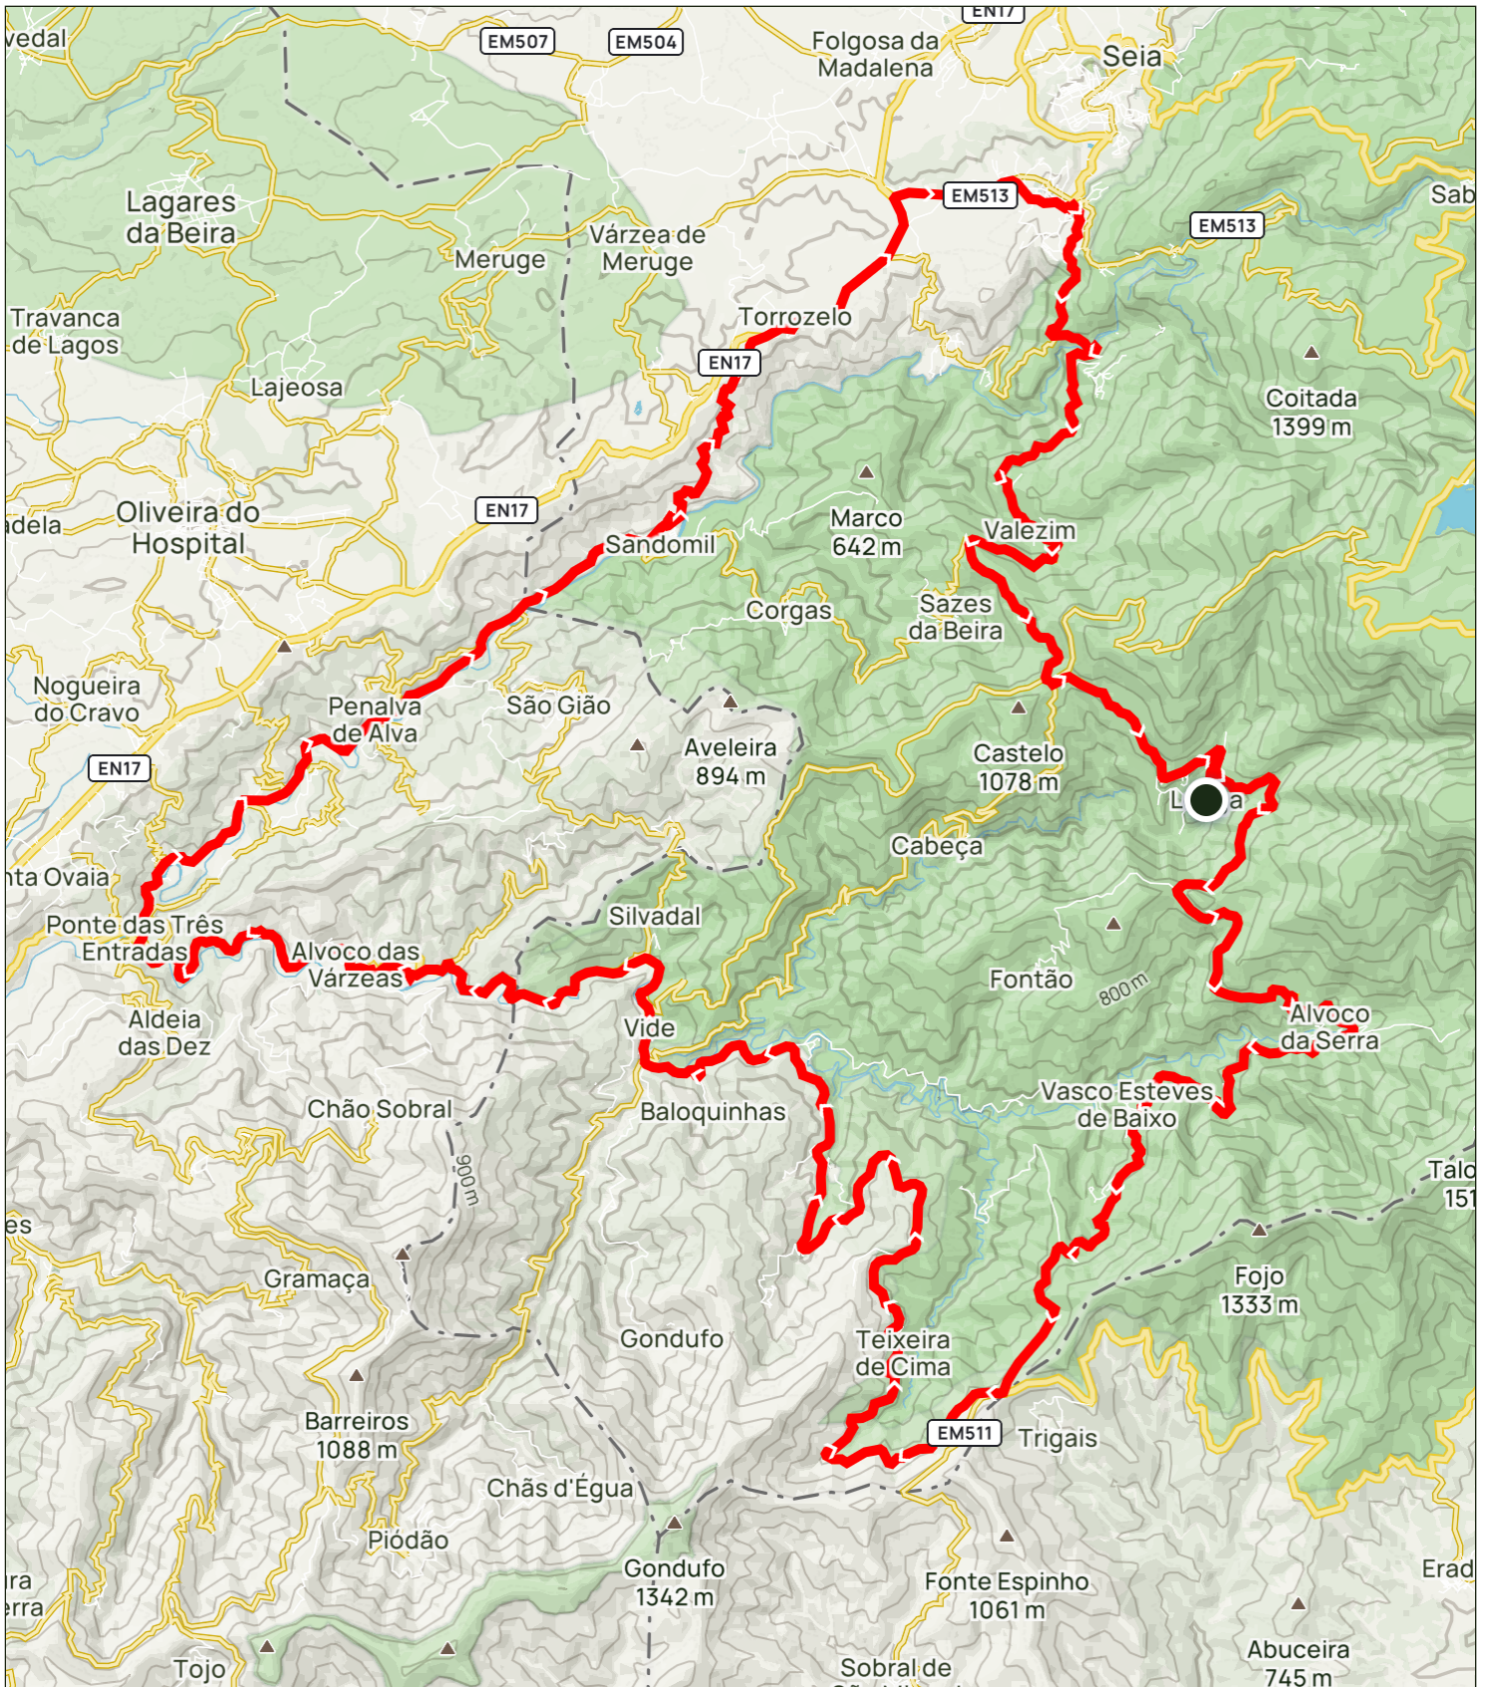 EN17
vedal
EM507
EM504
Folgosa da
Madalena
Seia
Lagares
da Beira
EM513
Sab
EM513
Várzea de
Meruge
Meruge
Travanca
de Lagos
Torrozelo
EN17
Lajeosa
Coitada
1399 m
EN17
Oliveira do
Hospital
adela
Marco
642 m
Valezim
Sandomil
Corgas
Sazes
da Beira
Nogueira
do Cravo
Penalva
de Alva
São Gião
Aveleira
894 m
Castelo
1078 m
EN17
Cabeça
nta Ovaia
Ponte das Três
Entradas
Silvadal
Alvoco das
Várzeas
Fontão
800 m
Alvoco
da Serra
Aldeia
das Dez
Vide
Vasco Esteves
de Baixo
Chão Sobral
Baloquinhas
900 m
Talo
151
es
Gramaça
Fojo
1333 m
Gondufo
Teixeira
de Cima
Barreiros
1088 m
EM511
Trigais
Chãs d'Égua
Piódão
Gondufo
1342 m
Fonte Espinho
1061 m
Erad
ira
erra
Abuceira
745 m
Tojo
Sobral de